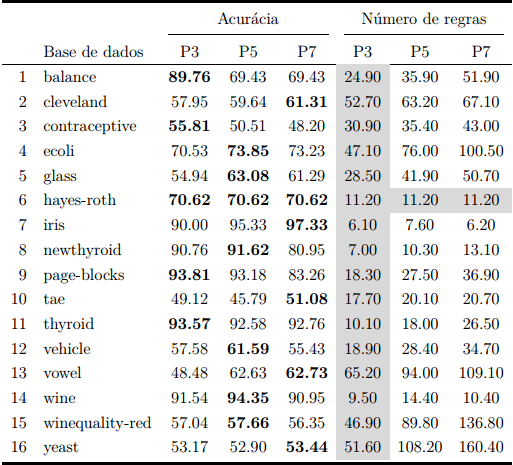 Acurácia Número de regras
Base de dados P3 P5 P7 P3 P5 P7
1 balance 89.76 69.43 69.43 24.90 35.90 51.90
2 cleveland 57.95 59.64 61.31 52.70 63.20 67.10
3 contraceptive 55.81 50.51 48.20 30.90 35.40 43.00
4 ecoli 70.53 73.85 73.23 47.10 76.00 100.50
5 glass 54.94 63.08 61.29 28.50 41.90 50.70
6 hayes-roth 70.62 70.62 70.62 11.20 11.20 11.20
7 iris 90.00 95.33 97.33 6.10 7.60 6.20
8 newthyroid 90.76 91.62 80.95 7.00 10.30 13.10
9 page-blocks 93.81 93.18 83.26 18.30 27.50 36.90
10 tae 49.12 45.79 51.08 17.70 20.10 20.70
11 thyroid 93.57 92.58 92.76 10.10 18.00 26.50
12 vehicle 57.58 61.59 55.43 18.90 28.40 34.70
13 vowel 48.48 62.63 62.73 65.20 94.00 109.10
14 wine 91.54 94.35 90.95 9.50 14.40 10.40
15 winequality-red 57.04 57.66 56.35 46.90 89.80 136.80
16 yeast 53.17 52.90 53.44 51.60 108.20 160.40